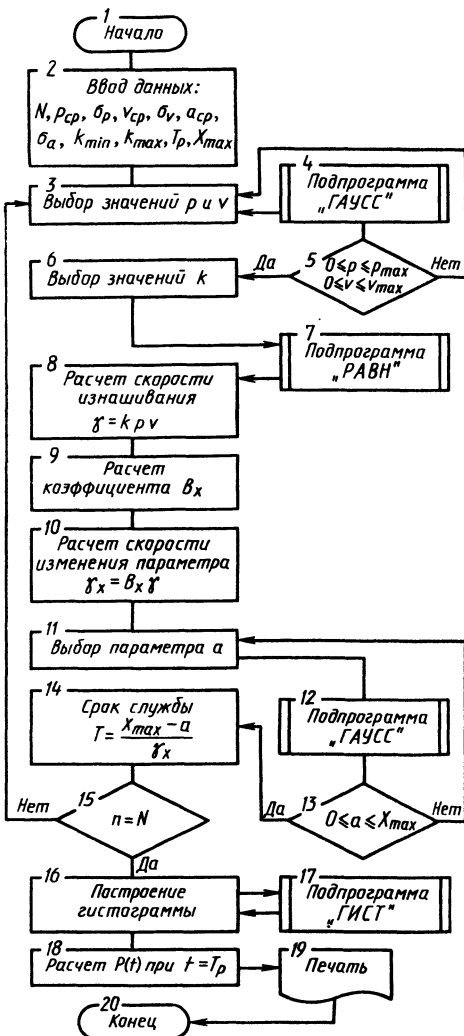 1
Начало
2
Ввод данных:
N, p_ср, σ_p, v_ср, σ_v, a_ср,
σ_a, k_min, k_max, T_p, X_max
3
Выбор значений p и v
4
Подпрограмма
„ГАУСС"
5
0≤p≤p_max
0≤v≤v_max
Да
Нет
6
Выбор значений k
7
Подпрограмма
„РАВН"
8
Расчет скорости
изнашивания
γ = k p v
9
Расчет
коэффициента B_x
10
Расчет скорости
изменения параметра
γ_x = B_x γ
11
Выбор параметра a
12
Подпрограмма
„ГАУСС"
13
0≤a≤X_max
Да
Нет
14
Срок службы
T = (X_max − a) / γ_x
15
n = N
Нет
Да
16
Построение
гистограммы
17
Подпрограмма
„ГИСТ"
18
Расчет P(t) при t = T_p
19
Печать
20
Конец